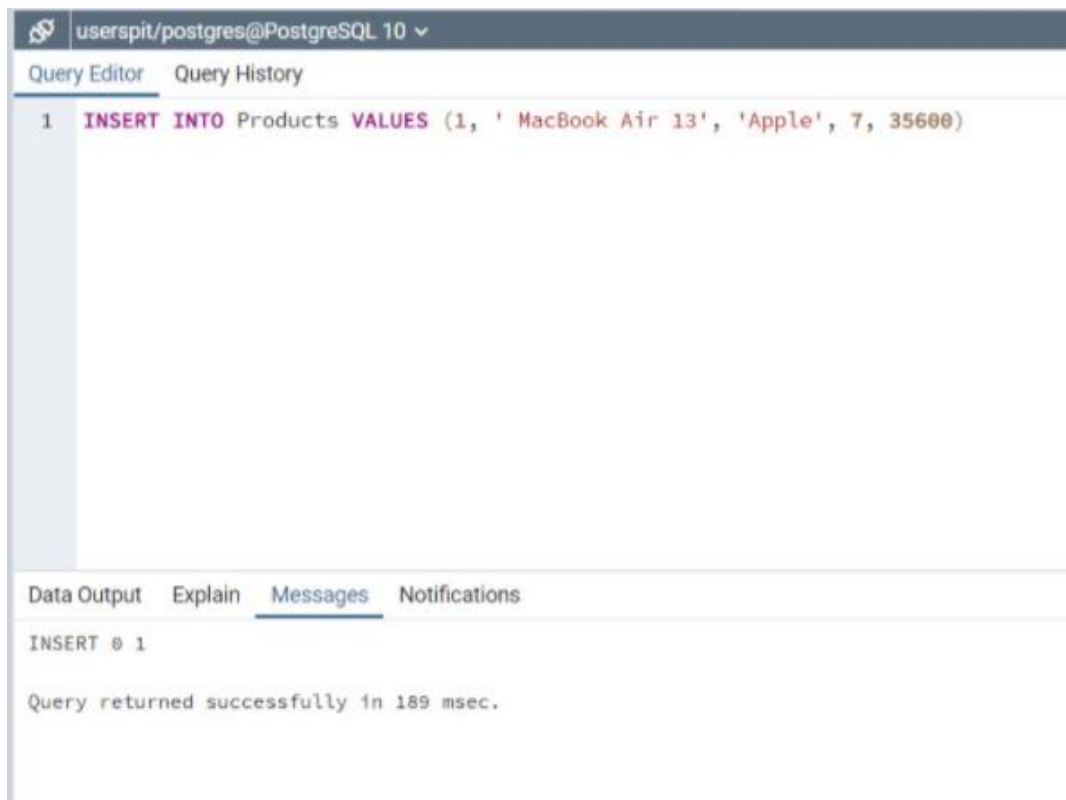 userspit/postgres@PostgreSQL 10
Query Editor Query History
1 INSERT INTO Products VALUES (1, ' MacBook Air 13', 'Apple', 7, 35600)
Data Output Explain Messages Notifications
INSERT 0 1
Query returned successfully in 189 msec.